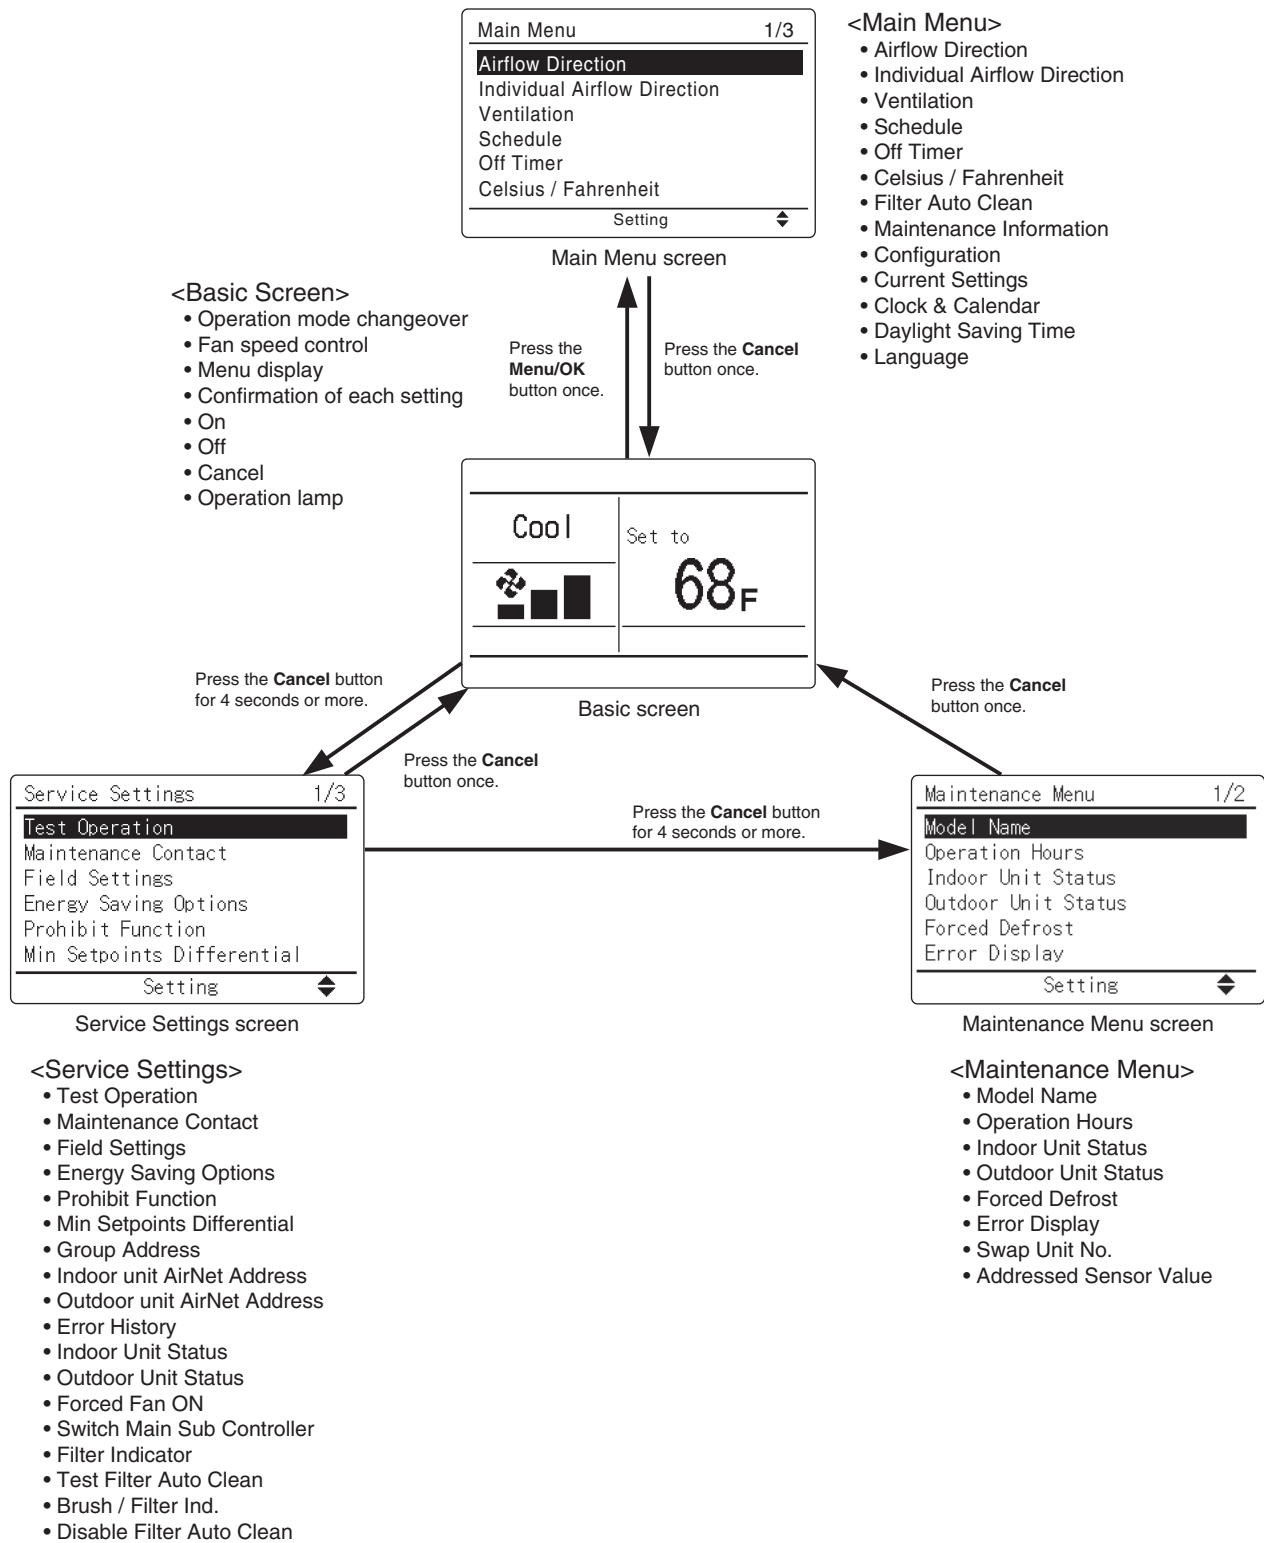 Main Menu 1/3
Airflow Direction
Individual Airflow Direction
Ventilation
Schedule
Off Timer
Celsius / Fahrenheit
Setting
Main Menu screen
<Main Menu>
• Airflow Direction
• Individual Airflow Direction
• Ventilation
• Schedule
• Off Timer
• Celsius / Fahrenheit
• Filter Auto Clean
• Maintenance Information
• Configuration
• Current Settings
• Clock & Calendar
• Daylight Saving Time
• Language
<Basic Screen>
• Operation mode changeover
• Fan speed control
• Menu display
• Confirmation of each setting
• On
• Off
• Cancel
• Operation lamp
Press the
Menu/OK
button once.
Press the Cancel
button once.
Cool
Set to
68F
Basic screen
Press the Cancel button
for 4 seconds or more.
Press the Cancel
button once.
Press the Cancel
button once.
Press the Cancel button
for 4 seconds or more.
Service Settings 1/3
Test Operation
Maintenance Contact
Field Settings
Energy Saving Options
Prohibit Function
Min Setpoints Differential
Setting
Service Settings screen
Maintenance Menu 1/2
Model Name
Operation Hours
Indoor Unit Status
Outdoor Unit Status
Forced Defrost
Error Display
Setting
Maintenance Menu screen
<Service Settings>
• Test Operation
• Maintenance Contact
• Field Settings
• Energy Saving Options
• Prohibit Function
• Min Setpoints Differential
• Group Address
• Indoor unit AirNet Address
• Outdoor unit AirNet Address
• Error History
• Indoor Unit Status
• Outdoor Unit Status
• Forced Fan ON
• Switch Main Sub Controller
• Filter Indicator
• Test Filter Auto Clean
• Brush / Filter Ind.
• Disable Filter Auto Clean
<Maintenance Menu>
• Model Name
• Operation Hours
• Indoor Unit Status
• Outdoor Unit Status
• Forced Defrost
• Error Display
• Swap Unit No.
• Addressed Sensor Value